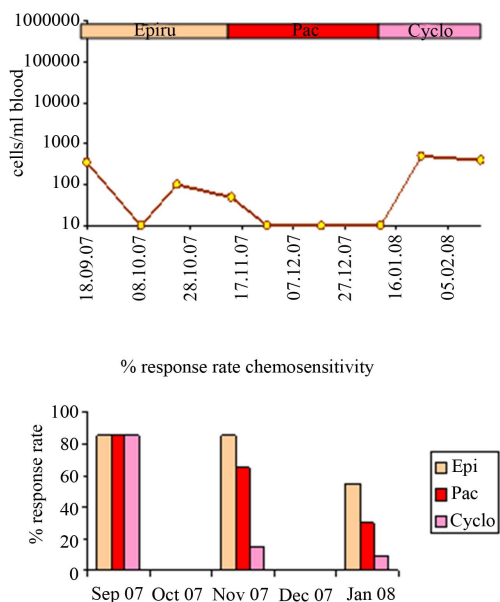 1000000
Epiru Pac Cyclo
100000
10000
1000
100
10
cells/ml blood
18.09.07 08.10.07 28.10.07 17.11.07 07.12.07 27.12.07 16.01.08 05.02.08
% response rate chemosensitivity
100
80
60
40
20
0
% response rate
Sep 07 Oct 07 Nov 07 Dec 07 Jan 08
Epi
Pac
Cyclo